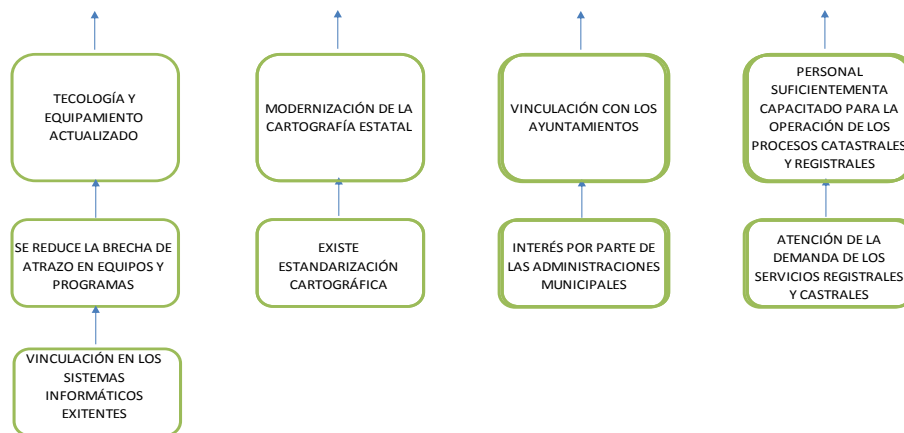 TECOLOGÍA Y
EQUIPAMIENTO
ACTUALIZADO
MODERNIZACIÓN DE LA
CARTOGRAFÍA ESTATAL
VINCULACIÓN CON LOS
AYUNTAMIENTOS
PERSONAL
SUFICIENTEMENTA
CAPACITADO PARA LA
OPERACIÓN DE LOS
PROCESOS CATASTRALES
Y REGISTRALES
SE REDUCE LA BRECHA DE
ATRAZO EN EQUIPOS Y
PROGRAMAS
EXISTE
ESTANDARIZACIÓN
CARTOGRÁFICA
INTERÉS POR PARTE DE
LAS ADMINISTRACIONES
MUNICIPALES
ATENCIÓN DE LA
DEMANDA DE LOS
SERVICIOS REGISTRALES
Y CASTRALES
VINCULACIÓN EN LOS
SISTEMAS
INFORMÁTICOS
EXITENTES